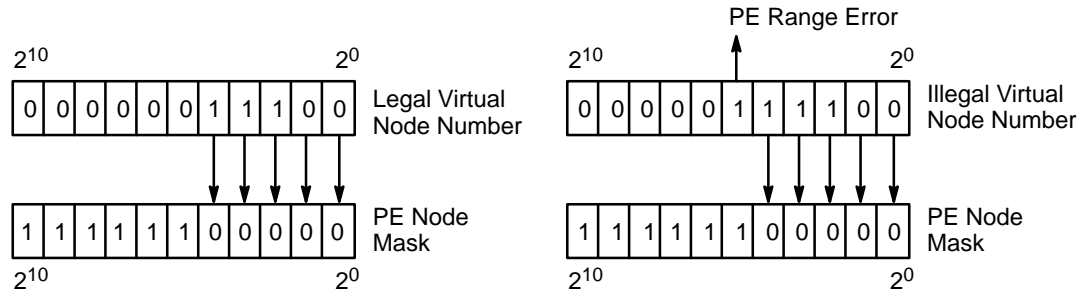 PE Range Error
2^10 2^0
0 0 0 0 0 0 1 1 1 0 0
Legal Virtual
Node Number
1 1 1 1 1 1 0 0 0 0 0
PE Node
Mask
2^10 2^0
2^10 2^0
0 0 0 0 0 1 1 1 1 0 0
Illegal Virtual
Node Number
1 1 1 1 1 1 0 0 0 0 0
PE Node
Mask
2^10 2^0